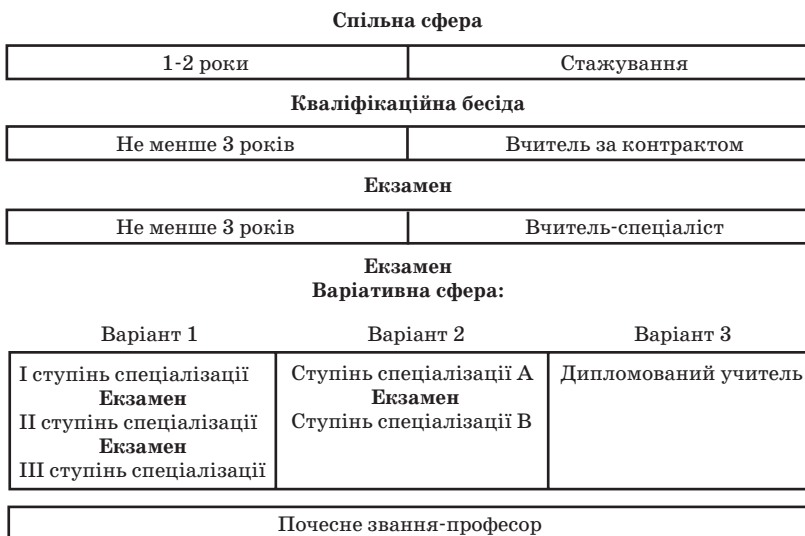 Спільна сфера
1-2 роки Стажування
Кваліфікаційна бесіда
Не менше 3 років Вчитель за контрактом
Екзамен
Не менше 3 років Вчитель-спеціаліст
Екзамен
Варіативна сфера:
Варіант 1 Варіант 2 Варіант 3
І ступінь спеціалізації
Екзамен
ІІ ступінь спеціалізації
Екзамен
ІІІ ступінь спеціалізації
Ступінь спеціалізації А
Екзамен
Ступінь спеціалізації В
Дипломований учитель
Почесне звання-професор